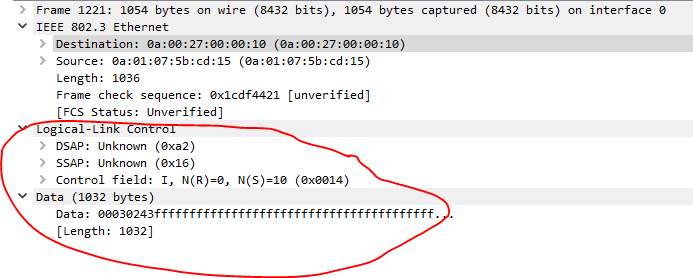 Frame 1221: 1054 bytes on wire (8432 bits), 1054 bytes captured (8432 bits) on interface 0
IEEE 802.3 Ethernet
Destination: 0a:00:27:00:00:10 (0a:00:27:00:00:10)
Source: 0a:01:07:5b:cd:15 (0a:01:07:5b:cd:15)
Length: 1036
Frame check sequence: 0x1cdf4421 [unverified]
[FCS Status: Unverified]
Logical-Link Control
DSAP: Unknown (0xa2)
SSAP: Unknown (0x16)
Control field: I, N(R)=0, N(S)=10 (0x0014)
Data (1032 bytes)
Data: 00030243ffffffffffffffffffffffffffffffffffffffff...
[Length: 1032]